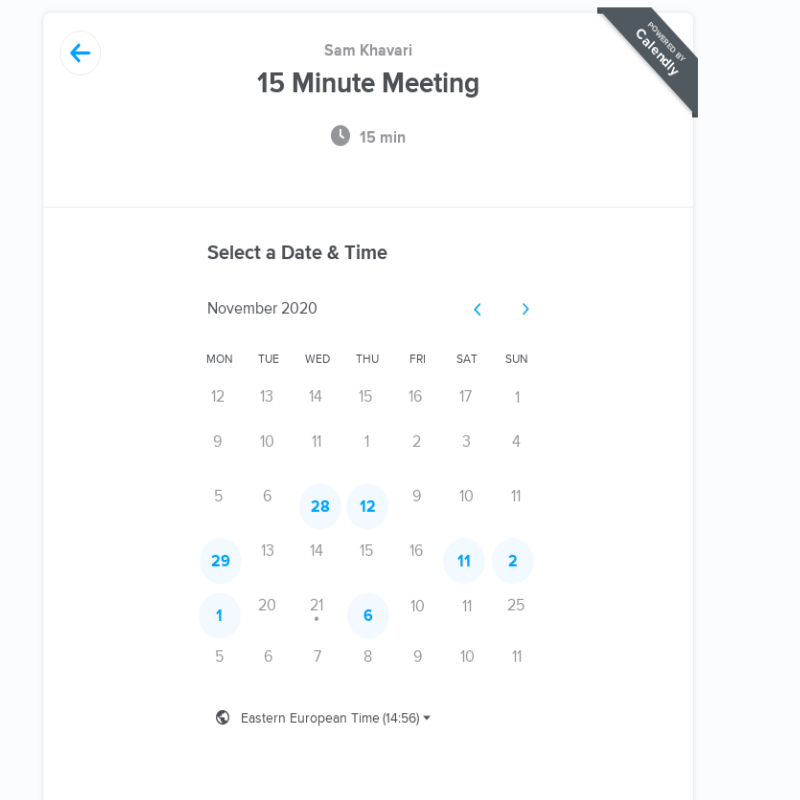 POWERED BY
Calendly
Sam Khavari
15 Minute Meeting
15 min
Select a Date & Time
November 2020
MON TUE WED THU FRI SAT SUN
12 13 14 15 16 17 1
9 10 11 1 2 3 4
5 6 28 12 9 10 11
29 13 14 15 16 11 2
1 20 21 6 10 11 25
5 6 7 8 9 10 11
Eastern European Time (14:56)